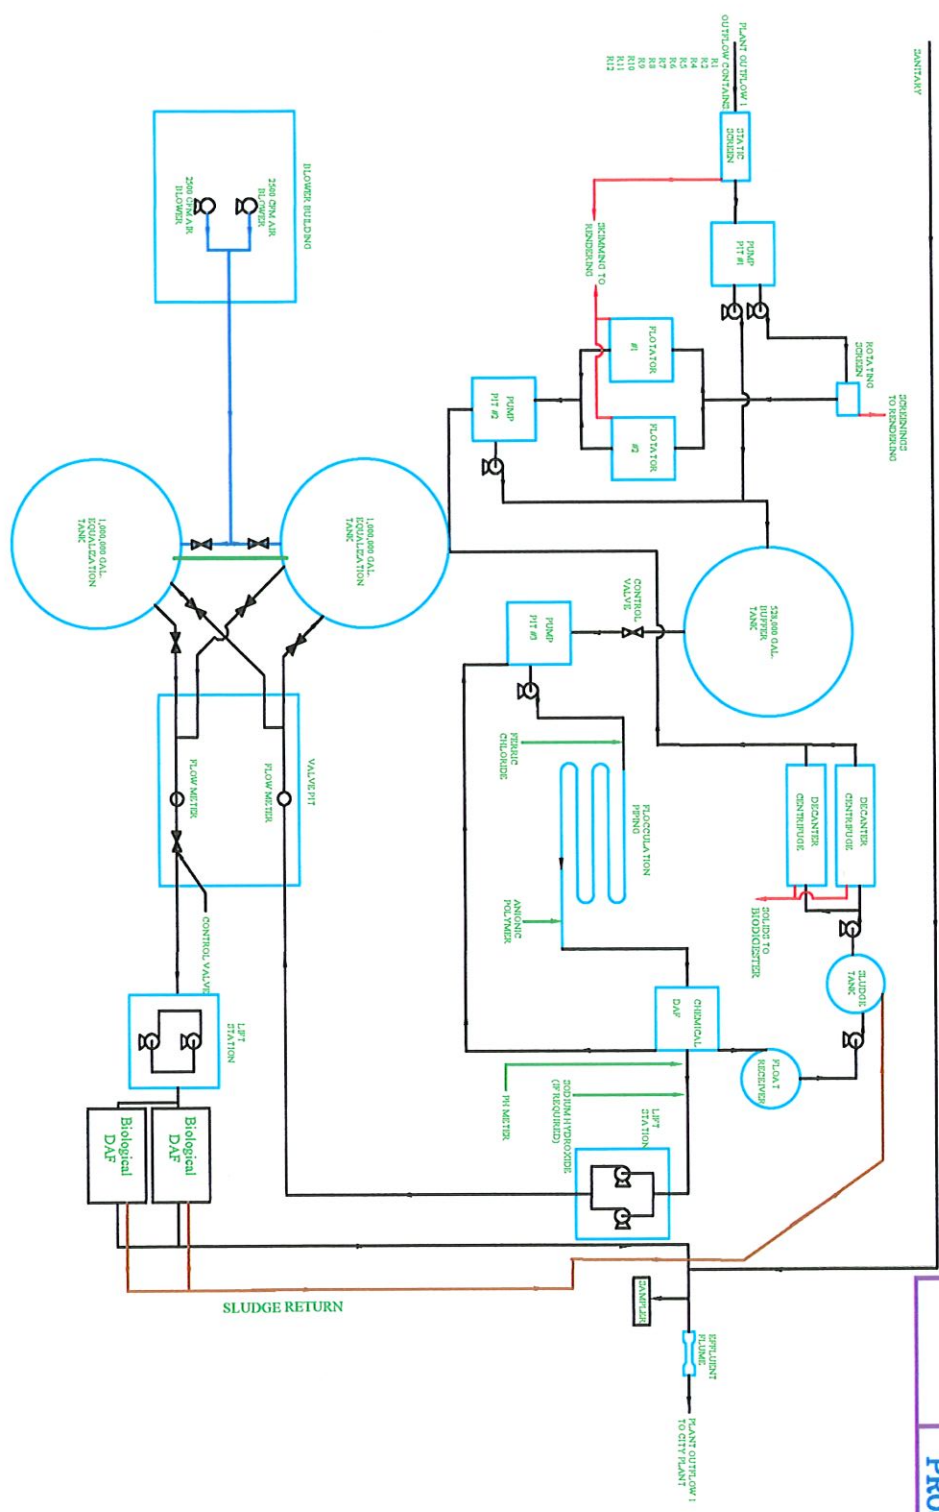 SANITARY
PLANT OUTFLOW 1
OUTFLOW CONTAINS
R1
R2
R4
R5
R6
R7
R8
R9
R10
R11
R12
STATIC
SCREEN
PUMP
PIT #1
ROTATING
SCREEN
SCREENINGS
TO RENDERING
SKIMMING TO
RENDERING
FLOTATOR
#1
FLOTATOR
#2
PUMP
PIT #2
BLOWER BUILDING
2500 CFM AIR
BLOWER
2500 CFM AIR
BLOWER
1,000,000 GAL.
EQUALIZATION
TANK
1,000,000 GAL.
EQUALIZATION
TANK
CONTROL
VALVE
PUMP
PIT #3
FERRIC
CHLORIDE
FLOCCULATION
PIPING
ANIONIC
POLYMER
DECANTER
CENTRIFUGE
DECANTER
CENTRIFUGE
SOLIDS TO
BIODIGESTER
SLUDGE
TANK
CHEMICAL
DAF
FLOAT
RECEIVER
PH METER
SODIUM HYDROXIDE
(IF REQUIRED)
LIFT
STATION
VALVE PIT
FLOW METER
FLOW METER
CONTROL VALVE
LIFT
STATION
Biological
DAF
Biological
DAF
SLUDGE RETURN
SAMPLER
EFFLUENT
FLUME
PLANT OUTFLOW 1
TO CITY PLANT
GAL.
BUFFER
TANK